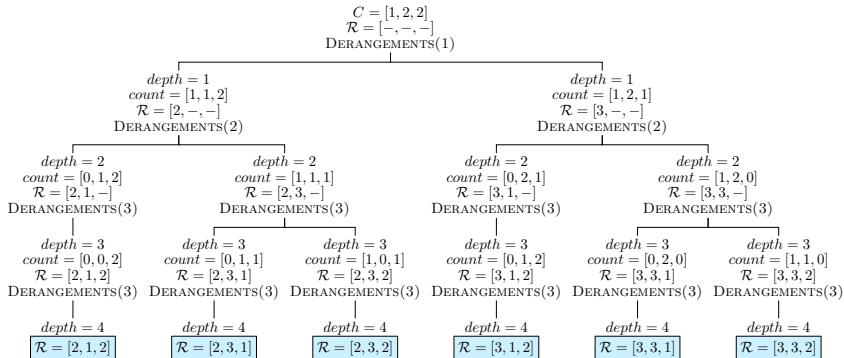 C = [1, 2, 2]
ℛ = [−, −, −]
DERANGEMENTS(1)
depth = 1
count = [1, 1, 2]
ℛ = [2, −, −]
DERANGEMENTS(2)
depth = 1
count = [1, 2, 1]
ℛ = [3, −, −]
DERANGEMENTS(2)
depth = 2
count = [0, 1, 2]
ℛ = [2, 1, −]
DERANGEMENTS(3)
depth = 2
count = [1, 1, 1]
ℛ = [2, 3, −]
DERANGEMENTS(3)
depth = 2
count = [0, 2, 1]
ℛ = [3, 1, −]
DERANGEMENTS(3)
depth = 2
count = [1, 2, 0]
ℛ = [3, 3, −]
DERANGEMENTS(3)
depth = 3
count = [0, 0, 2]
ℛ = [2, 1, 2]
DERANGEMENTS(3)
depth = 3
count = [0, 1, 1]
ℛ = [2, 3, 1]
DERANGEMENTS(3)
depth = 3
count = [1, 0, 1]
ℛ = [2, 3, 2]
DERANGEMENTS(3)
depth = 3
count = [0, 1, 2]
ℛ = [3, 1, 2]
DERANGEMENTS(3)
depth = 3
count = [0, 2, 0]
ℛ = [3, 3, 1]
DERANGEMENTS(3)
depth = 3
count = [1, 1, 0]
ℛ = [3, 3, 2]
DERANGEMENTS(3)
depth = 4
ℛ = [2, 1, 2]
depth = 4
ℛ = [2, 3, 1]
depth = 4
ℛ = [2, 3, 2]
depth = 4
ℛ = [3, 1, 2]
depth = 4
ℛ = [3, 3, 1]
depth = 4
ℛ = [3, 3, 2]